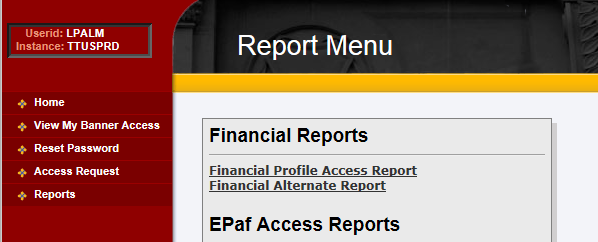 Userid: LPALM
Instance: TTUSPRD
Report Menu
Home
View My Banner Access
Reset Password
Access Request
Reports
Financial Reports
Financial Profile Access Report
Financial Alternate Report
EPaf Access Reports